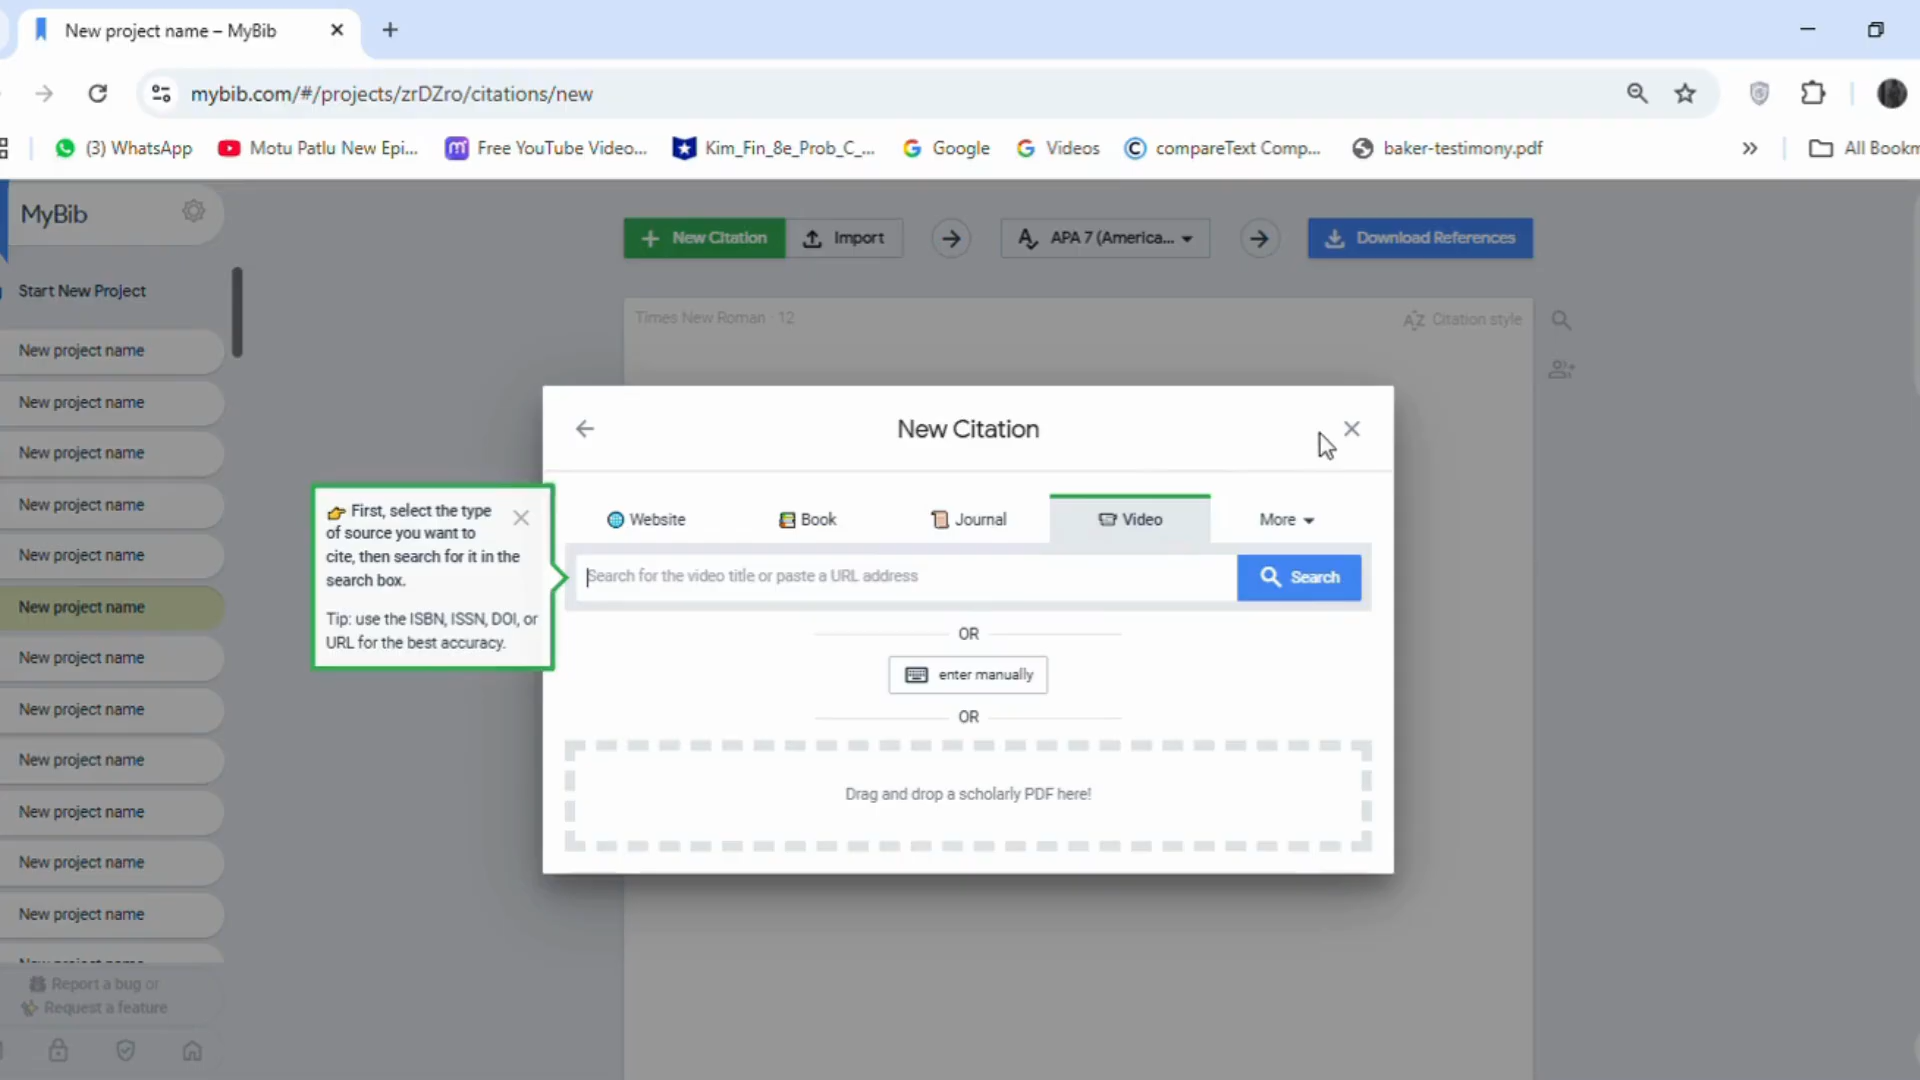 New project name – MyBib
mybib.com/#/projects/zrDZro/citations/new
(3) WhatsApp
Motu Patlu New Epi...
Free YouTube Video...
Kim_Fin_8e_Prob_C_...
Google
Videos
compareText Comp...
baker-testimony.pdf
All Bookm
MyBib
New Citation
Import
APA 7 (America...
Download References
Start New Project
Times New Roman · 12
Citation style
New project name
New project name
New project name
New project name
New project name
New project name
New project name
New project name
New project name
New project name
New project name
New project name
Report a bug or
Request a feature
New Citation
First, select the type
of source you want to
cite, then search for it in the
search box.
Tip: use the ISBN, ISSN, DOI, or
URL for the best accuracy.
Website
Book
Journal
Video
More
Search for the video title or paste a URL address
Search
OR
enter manually
OR
Drag and drop a scholarly PDF here!